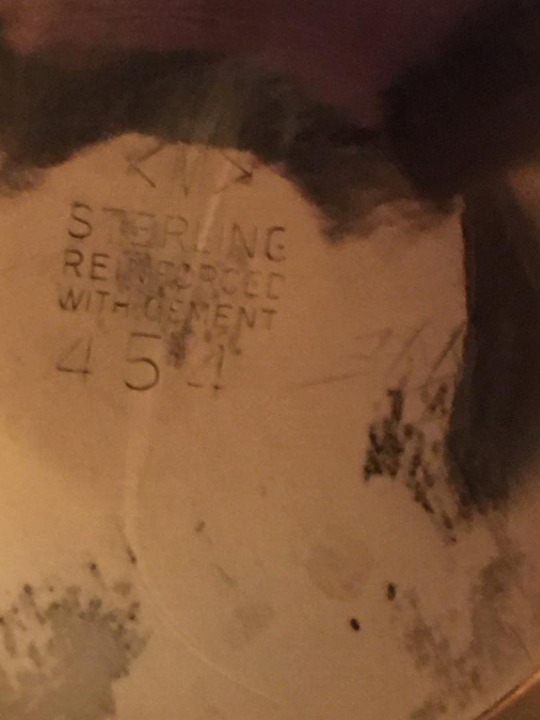 <N>
STERLING
REINFORCED
WITH CEMENT
454